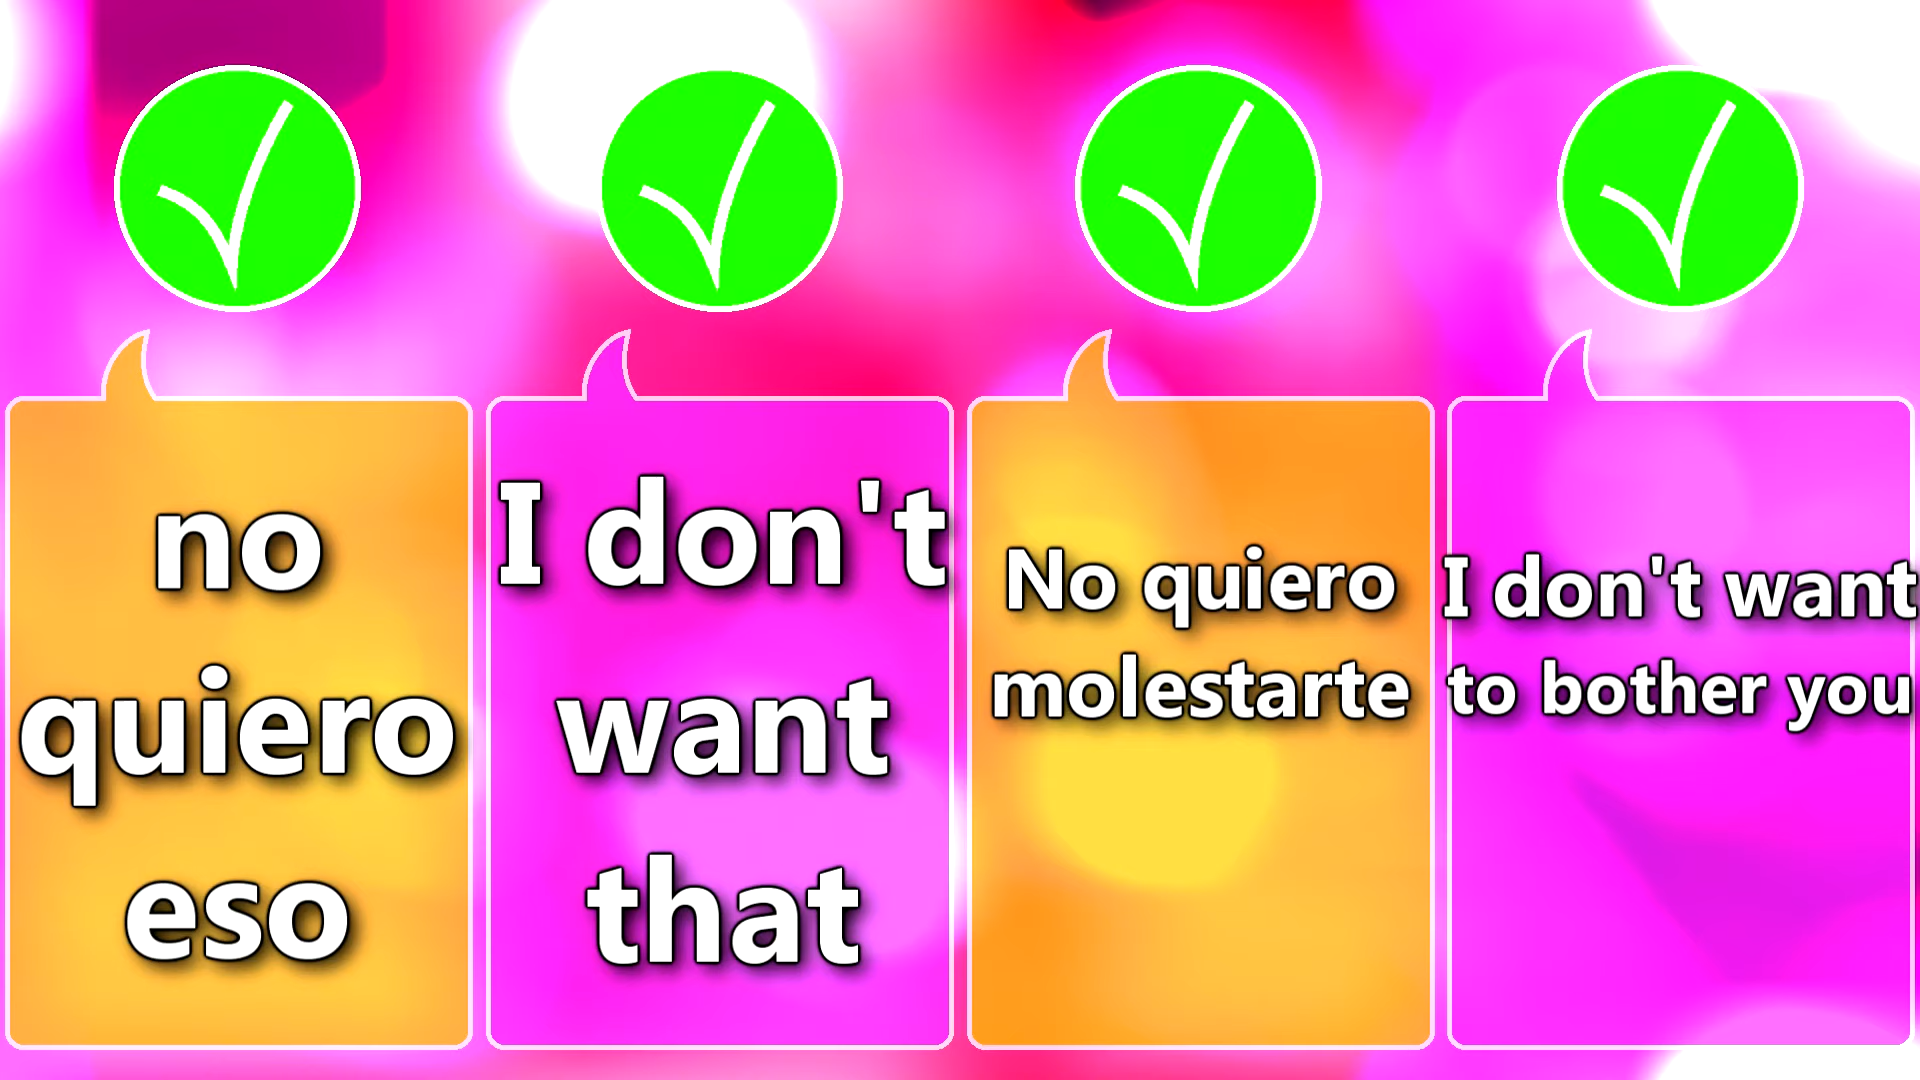 no
quiero
eso
I don't
want
that
No quiero
molestarte
I don't want
to bother you